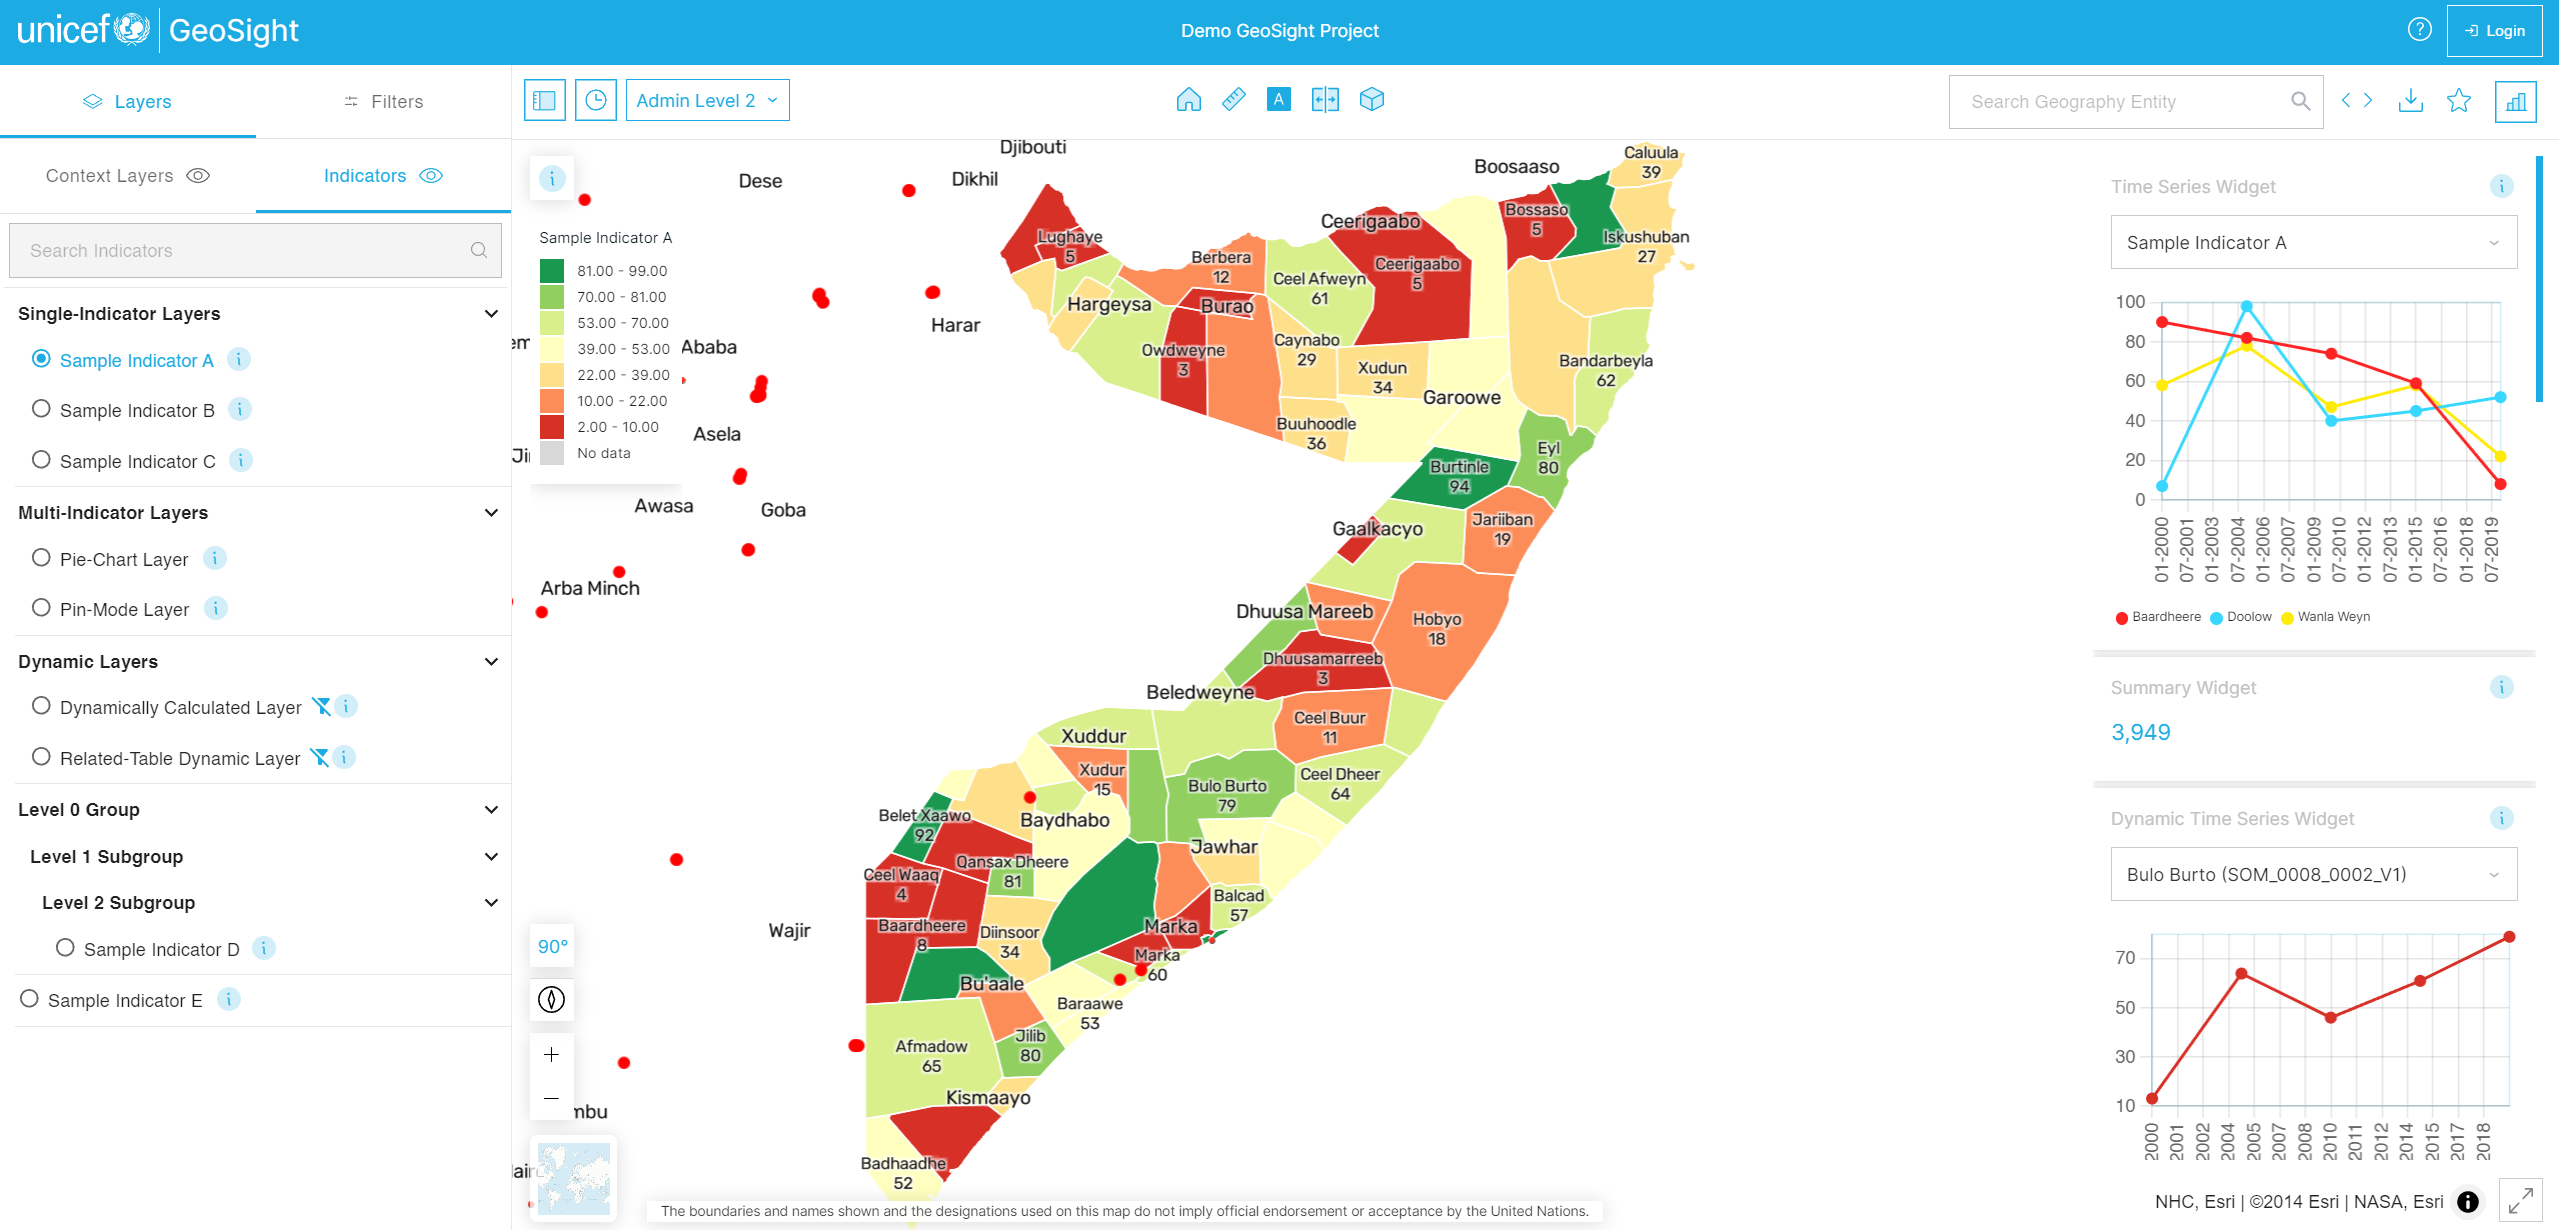 unicef GeoSight
Demo GeoSight Project
Login
Layers
Filters
Admin Level 2
A
Search Geography Entity
Context Layers
Indicators
Search Indicators
Single-Indicator Layers
Sample Indicator A
Sample Indicator B
Sample Indicator C
Multi-Indicator Layers
Pie-Chart Layer
Pin-Mode Layer
Dynamic Layers
Dynamically Calculated Layer
Related-Table Dynamic Layer
Level 0 Group
Level 1 Subgroup
Level 2 Subgroup
Sample Indicator D
Sample Indicator E
Sample Indicator A
81.00 - 99.00
70.00 - 81.00
53.00 - 70.00
39.00 - 53.00
22.00 - 39.00
10.00 - 22.00
2.00 - 10.00
No data
Djibouti
Dese
Dikhil
Boosaaso
Caluula
39
Lughaye
5
Ceerigaabo
Bossaso
5
Iskushuban
27
Berbera
12
Ceel Afweyn
61
Ceerigaabo
5
Hargeysa
Burao
Harar
Ababa
Owdweyne
3
Caynabo
29
Xudun
34
Bandarbeyla
62
Garoowe
Buuhoodle
36
Asela
Eyl
80
Burtinle
94
Awasa
Goba
Gaalkacyo
Jariiban
19
Arba Minch
Dhuusa Mareeb
Hobyo
18
Dhuusamarreeb
3
Beledweyne
Ceel Buur
11
Xuddur
Xudur
15
Bulo Burto
79
Ceel Dheer
64
Belet Xaawo
92
Baydhabo
Jawhar
Qansax Dheere
81
Ceel Waaq
4
Balcad
57
Wajir
Baardheere
8
Diinsoor
34
Marka
Marka
60
Bu'aale
Baraawe
53
Afmadow
65
Jilib
80
Kismaayo
mbu
Badhaadhe
52
90°
The boundaries and names shown and the designations used on this map do not imply official endorsement or acceptance by the United Nations.
Time Series Widget
Sample Indicator A
100
80
60
40
20
0
01-2000
07-2001
01-2003
07-2004
01-2006
07-2007
01-2009
07-2010
01-2012
07-2013
01-2015
07-2016
01-2018
07-2019
Baardheere Doolow Wanla Weyn
Summary Widget
3,949
Dynamic Time Series Widget
Bulo Burto (SOM_0008_0002_V1)
70
50
30
10
2000
2001
2002
2004
2005
2007
2008
2010
2011
2012
2014
2015
2017
2018
NHC, Esri | ©2014 Esri | NASA, Esri